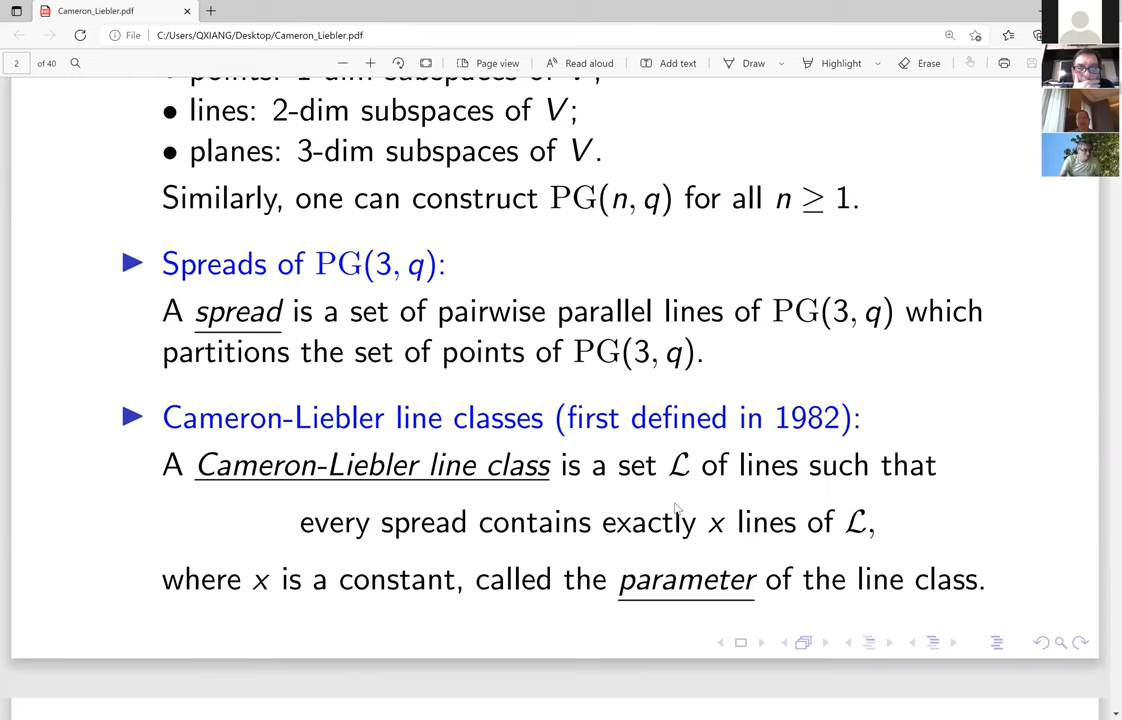 Cameron_Liebler.pdf
File C:/Users/QXIANG/Desktop/Cameron_Liebler.pdf
2 of 40 Page view Read aloud Add text Draw Highlight Erase
• points: 1-dim subspaces of V;
• lines: 2-dim subspaces of V;
• planes: 3-dim subspaces of V.
Similarly, one can construct PG(n, q) for all n ≥ 1.
▶ Spreads of PG(3, q):
A spread is a set of pairwise parallel lines of PG(3, q) which
partitions the set of points of PG(3, q).
▶ Cameron-Liebler line classes (first defined in 1982):
A Cameron-Liebler line class is a set ℒ of lines such that
every spread contains exactly x lines of ℒ,
where x is a constant, called the parameter of the line class.